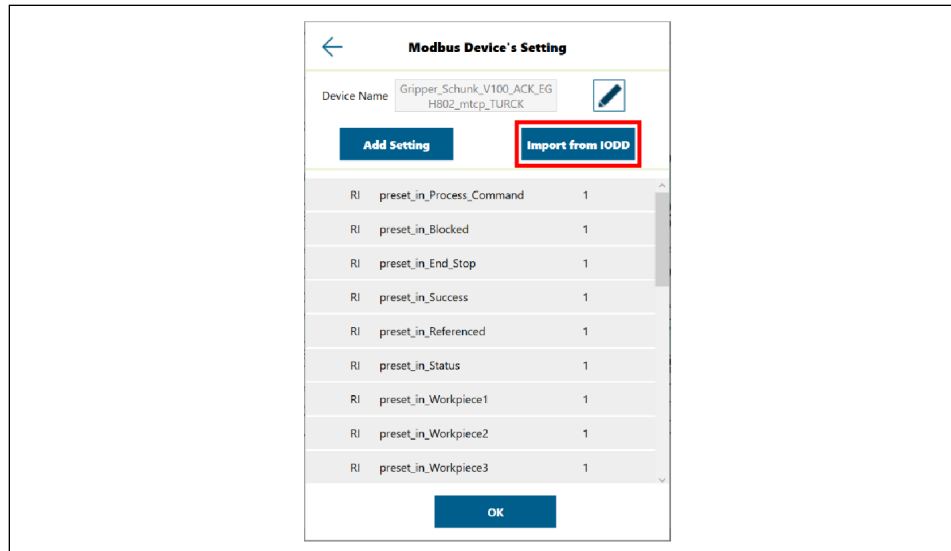 Modbus Device's Setting
Device Name Gripper_Schunk_V100_ACK_EG
H802_mtcp_TURCK
Add Setting Import from IODD
RI preset_in_Process_Command 1
RI preset_in_Blocked 1
RI preset_in_End_Stop 1
RI preset_in_Success 1
RI preset_in_Referenced 1
RI preset_in_Status 1
RI preset_in_Workpiece1 1
RI preset_in_Workpiece2 1
RI preset_in_Workpiece3 1
OK